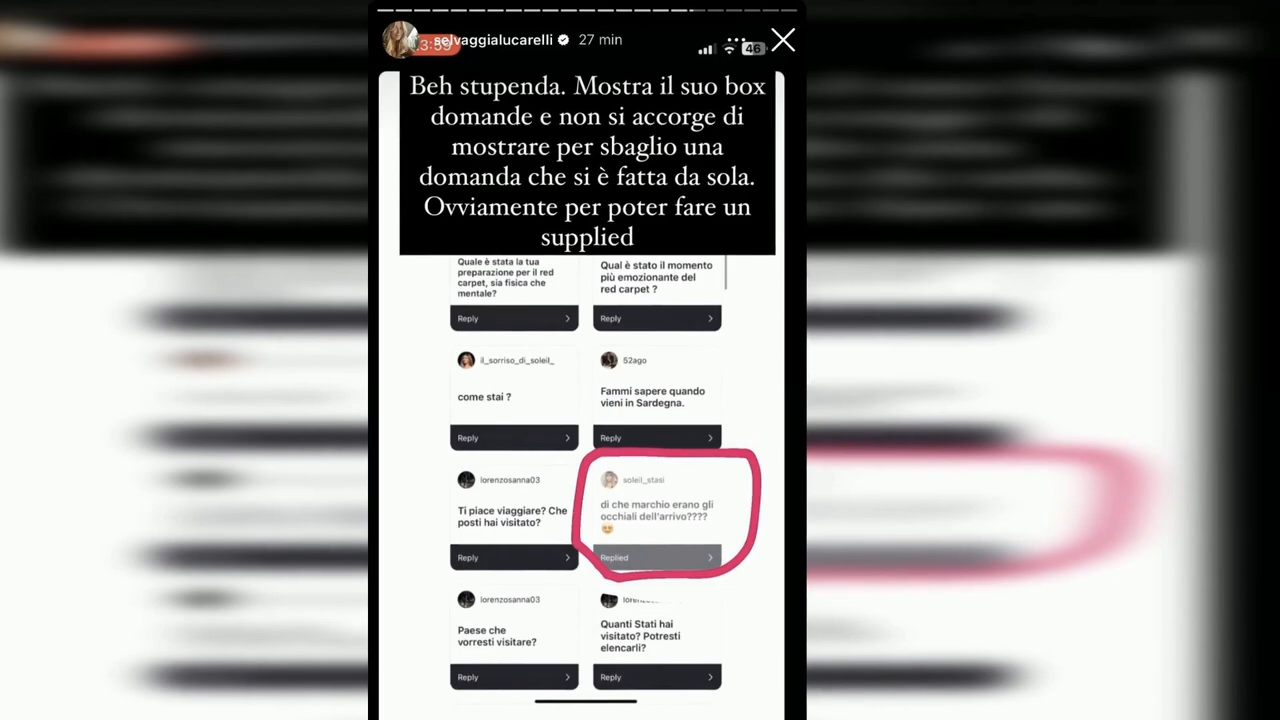 13:59
selvaggialucarelli 27 min
46
Beh stupenda. Mostra il suo box
domande e non si accorge di
mostrare per sbaglio una
domanda che si è fatta da sola.
Ovviamente per poter fare un
supplied
Quale è stata la tua
preparazione per il red
carpet, sia fisica che
mentale?
Reply
Qual è stato il momento
più emozionante del
red carpet ?
Reply
il_sorriso_di_soleil_
come stai ?
Reply
52ago
Fammi sapere quando
vieni in Sardegna.
Reply
lorenzosanna03
Ti piace viaggiare? Che
posti hai visitato?
Reply
soleil_stasi
di che marchio erano gli
occhiali dell'arrivo????
😍
Replied
lorenzosanna03
Paese che
vorresti visitare?
Reply
Quanti Stati hai
visitato? Potresti
elencarli?
Reply